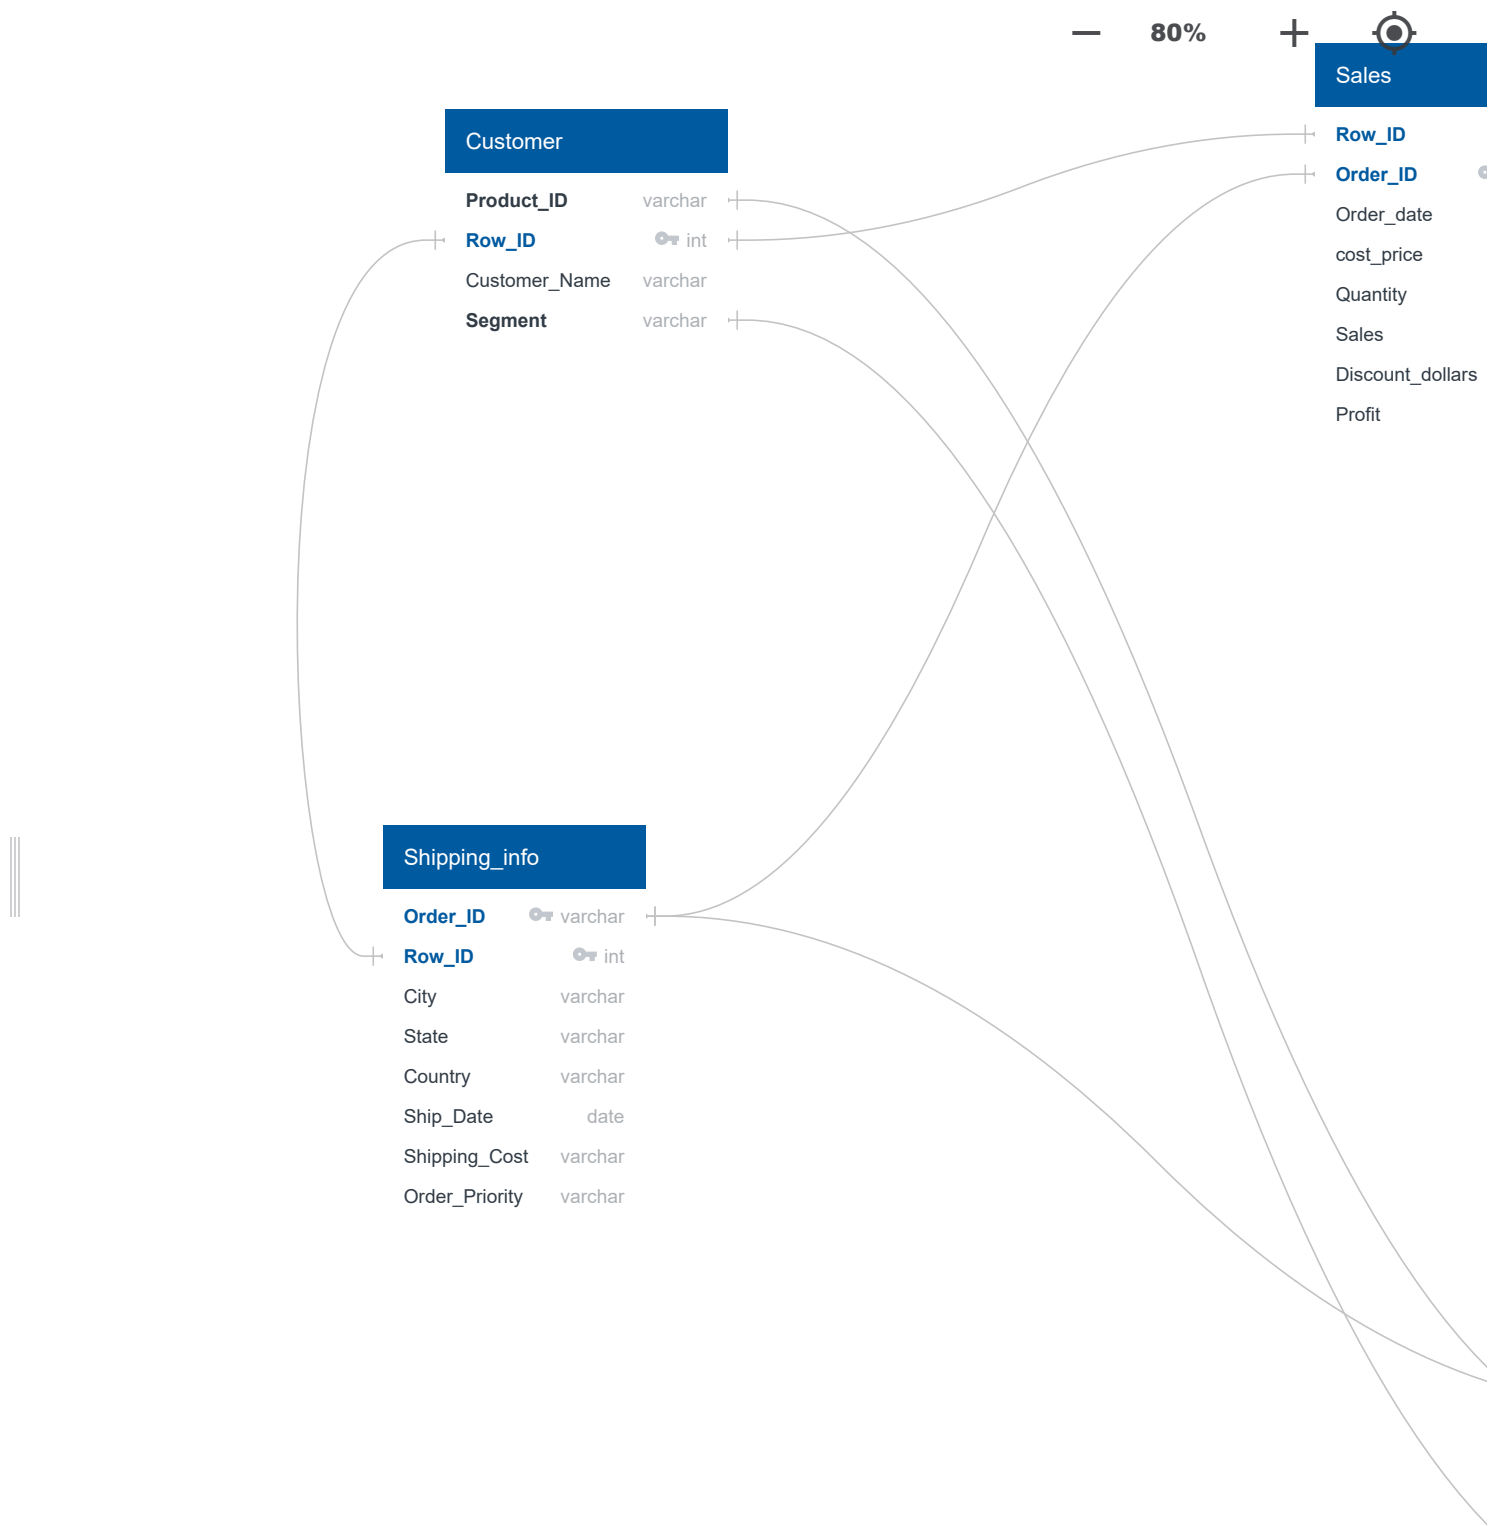 80%
Sales
Row_ID
Order_ID
Order_date
cost_price
Quantity
Sales
Discount_dollars
Profit
Customer
Product_ID varchar
Row_ID int
Customer_Name varchar
Segment varchar
Shipping_info
Order_ID varchar
Row_ID int
City varchar
State varchar
Country varchar
Ship_Date date
Shipping_Cost varchar
Order_Priority varchar